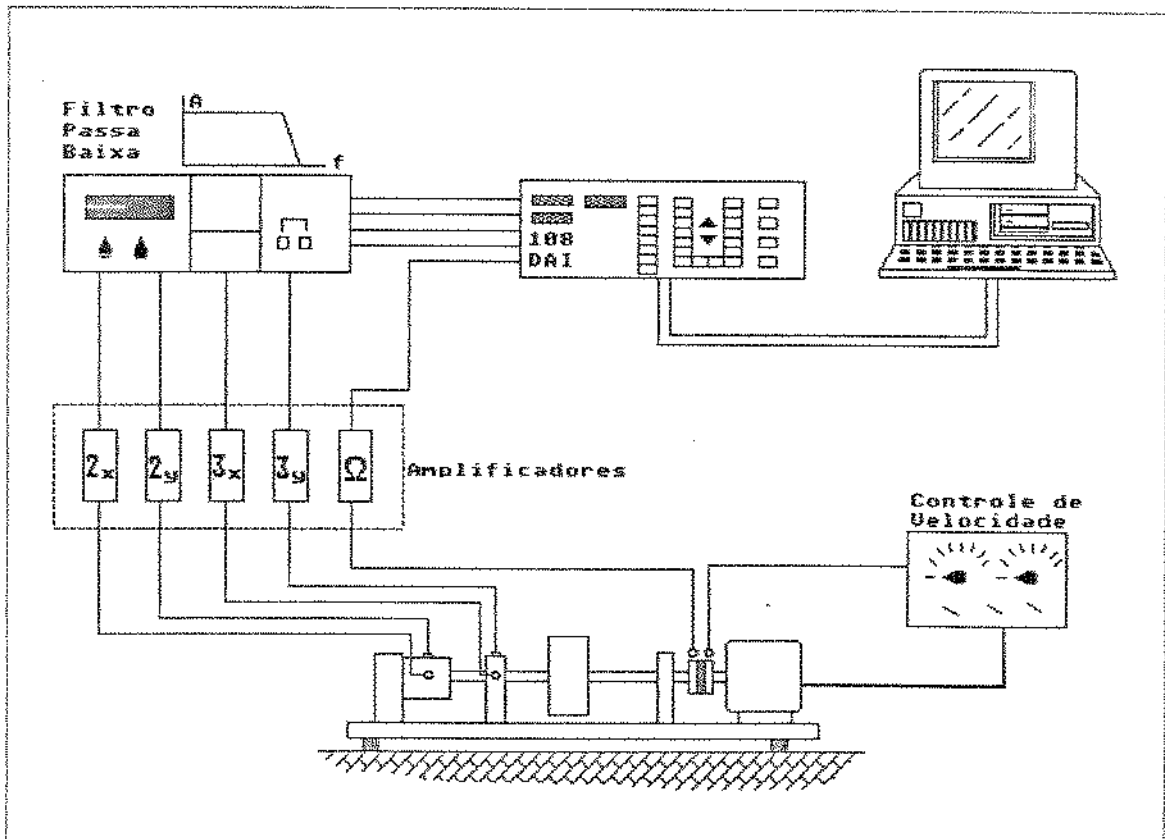 Filtro
Passa
Baixa
A
f
108
DAI
2x
2y
3x
3y
Ω
Amplificadores
Controle de
Velocidade